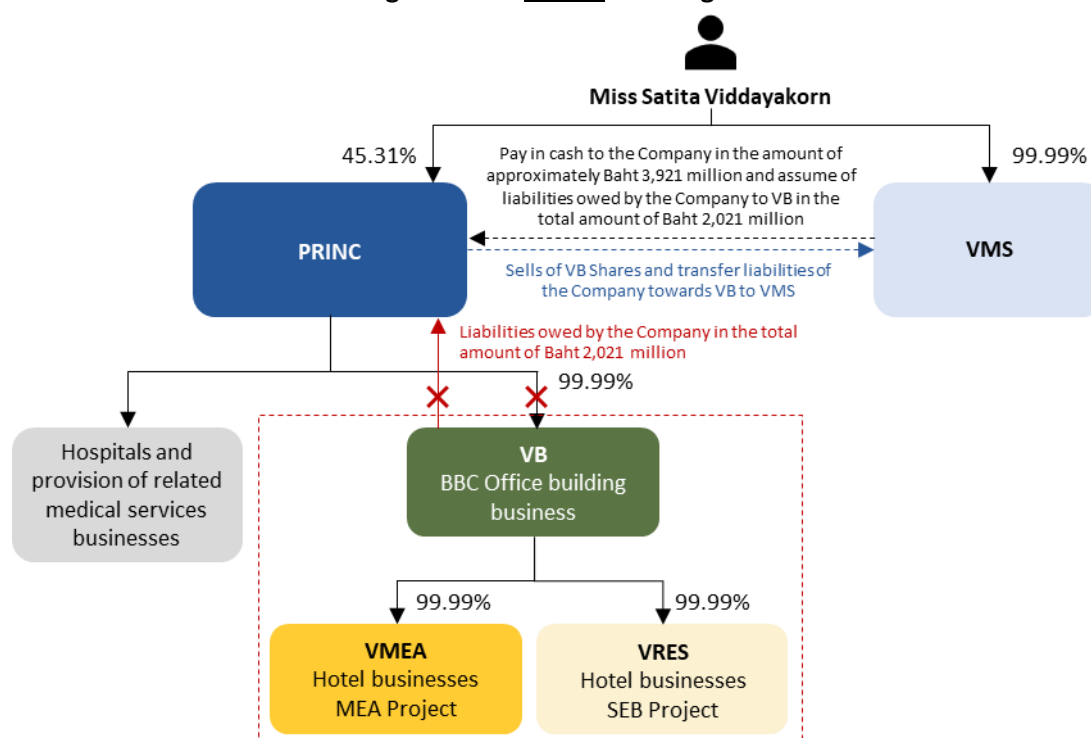 Miss Satita Viddayakorn
45.31%
Pay in cash to the Company in the amount of
approximately Baht 3,921 million and assume of
liabilities owed by the Company to VB in the
total amount of Baht 2,021 million
99.99%
PRINC
VMS
Sells of VB Shares and transfer liabilities of
the Company towards VB to VMS
Liabilities owed by the Company in the total
amount of Baht 2,021 million
99.99%
Hospitals and
provision of related
medical services
businesses
VB
BBC Office building
business
99.99%
99.99%
VMEA
Hotel businesses
MEA Project
VRES
Hotel businesses
SEB Project